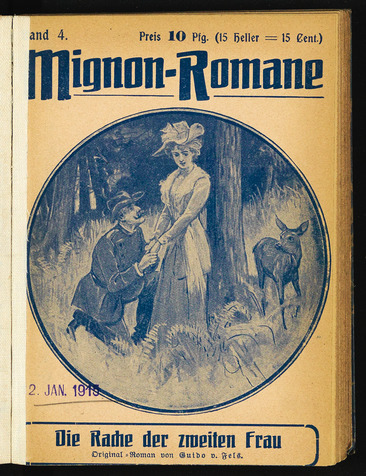 and 4.
Preis 10 Pfg. (15 Heller = 15 Cent.)
Mignon-Romane
2. JAN. 1915
Die Rache der zweiten Frau
Original-Roman von Guido v. Fels.